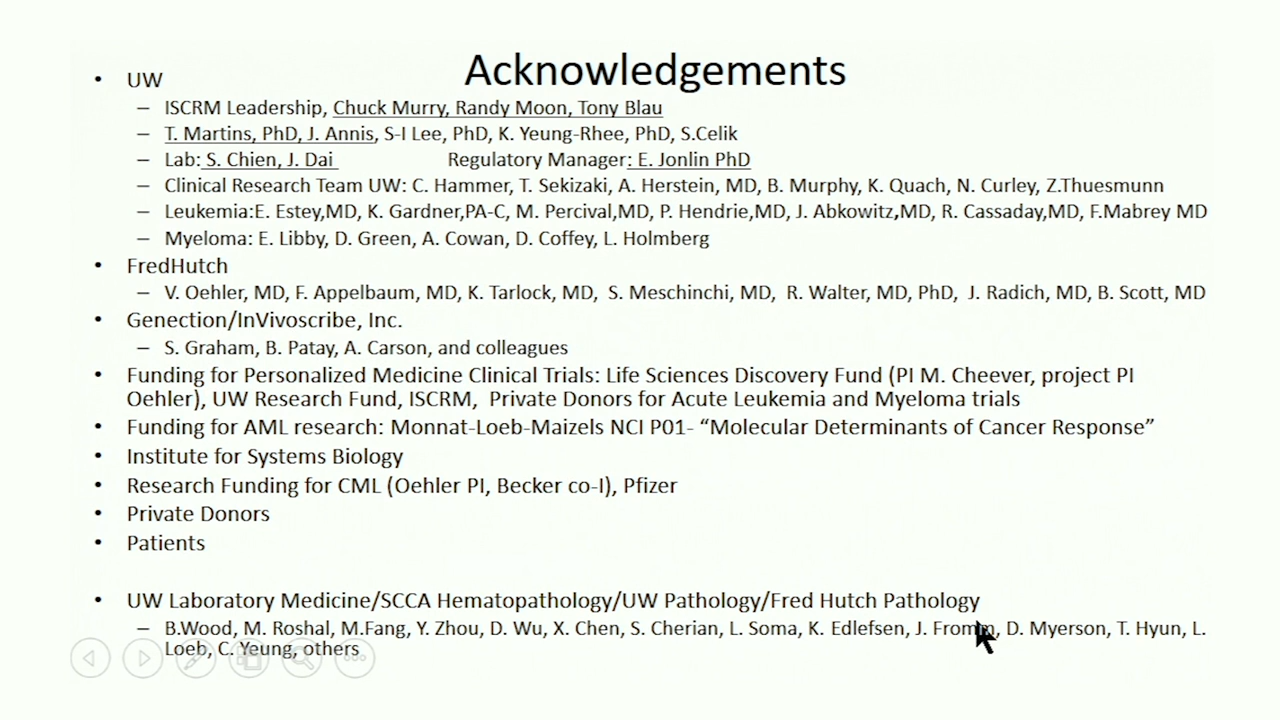 Acknowledgements
• UW
– ISCRM Leadership, Chuck Murry, Randy Moon, Tony Blau
– T. Martins, PhD, J. Annis, S-I Lee, PhD, K. Yeung-Rhee, PhD, S.Celik
– Lab: S. Chien, J. Dai Regulatory Manager: E. Jonlin PhD
– Clinical Research Team UW: C. Hammer, T. Sekizaki, A. Herstein, MD, B. Murphy, K. Quach, N. Curley, Z.Thuesmunn
– Leukemia:E. Estey,MD, K. Gardner,PA-C, M. Percival,MD, P. Hendrie,MD, J. Abkowitz,MD, R. Cassaday,MD, F.Mabrey MD
– Myeloma: E. Libby, D. Green, A. Cowan, D. Coffey, L. Holmberg
• FredHutch
– V. Oehler, MD, F. Appelbaum, MD, K. Tarlock, MD, S. Meschinchi, MD, R. Walter, MD, PhD, J. Radich, MD, B. Scott, MD
• Genection/InVivoscribe, Inc.
– S. Graham, B. Patay, A. Carson, and colleagues
• Funding for Personalized Medicine Clinical Trials: Life Sciences Discovery Fund (PI M. Cheever, project PI
Oehler), UW Research Fund, ISCRM, Private Donors for Acute Leukemia and Myeloma trials
• Funding for AML research: Monnat-Loeb-Maizels NCI P01- “Molecular Determinants of Cancer Response”
• Institute for Systems Biology
• Research Funding for CML (Oehler PI, Becker co-I), Pfizer
• Private Donors
• Patients
• UW Laboratory Medicine/SCCA Hematopathology/UW Pathology/Fred Hutch Pathology
– B.Wood, M. Roshal, M.Fang, Y. Zhou, D. Wu, X. Chen, S. Cherian, L. Soma, K. Edlefsen, J. Fromm, D. Myerson, T. Hyun, L.
Loeb, C. Yeung, others